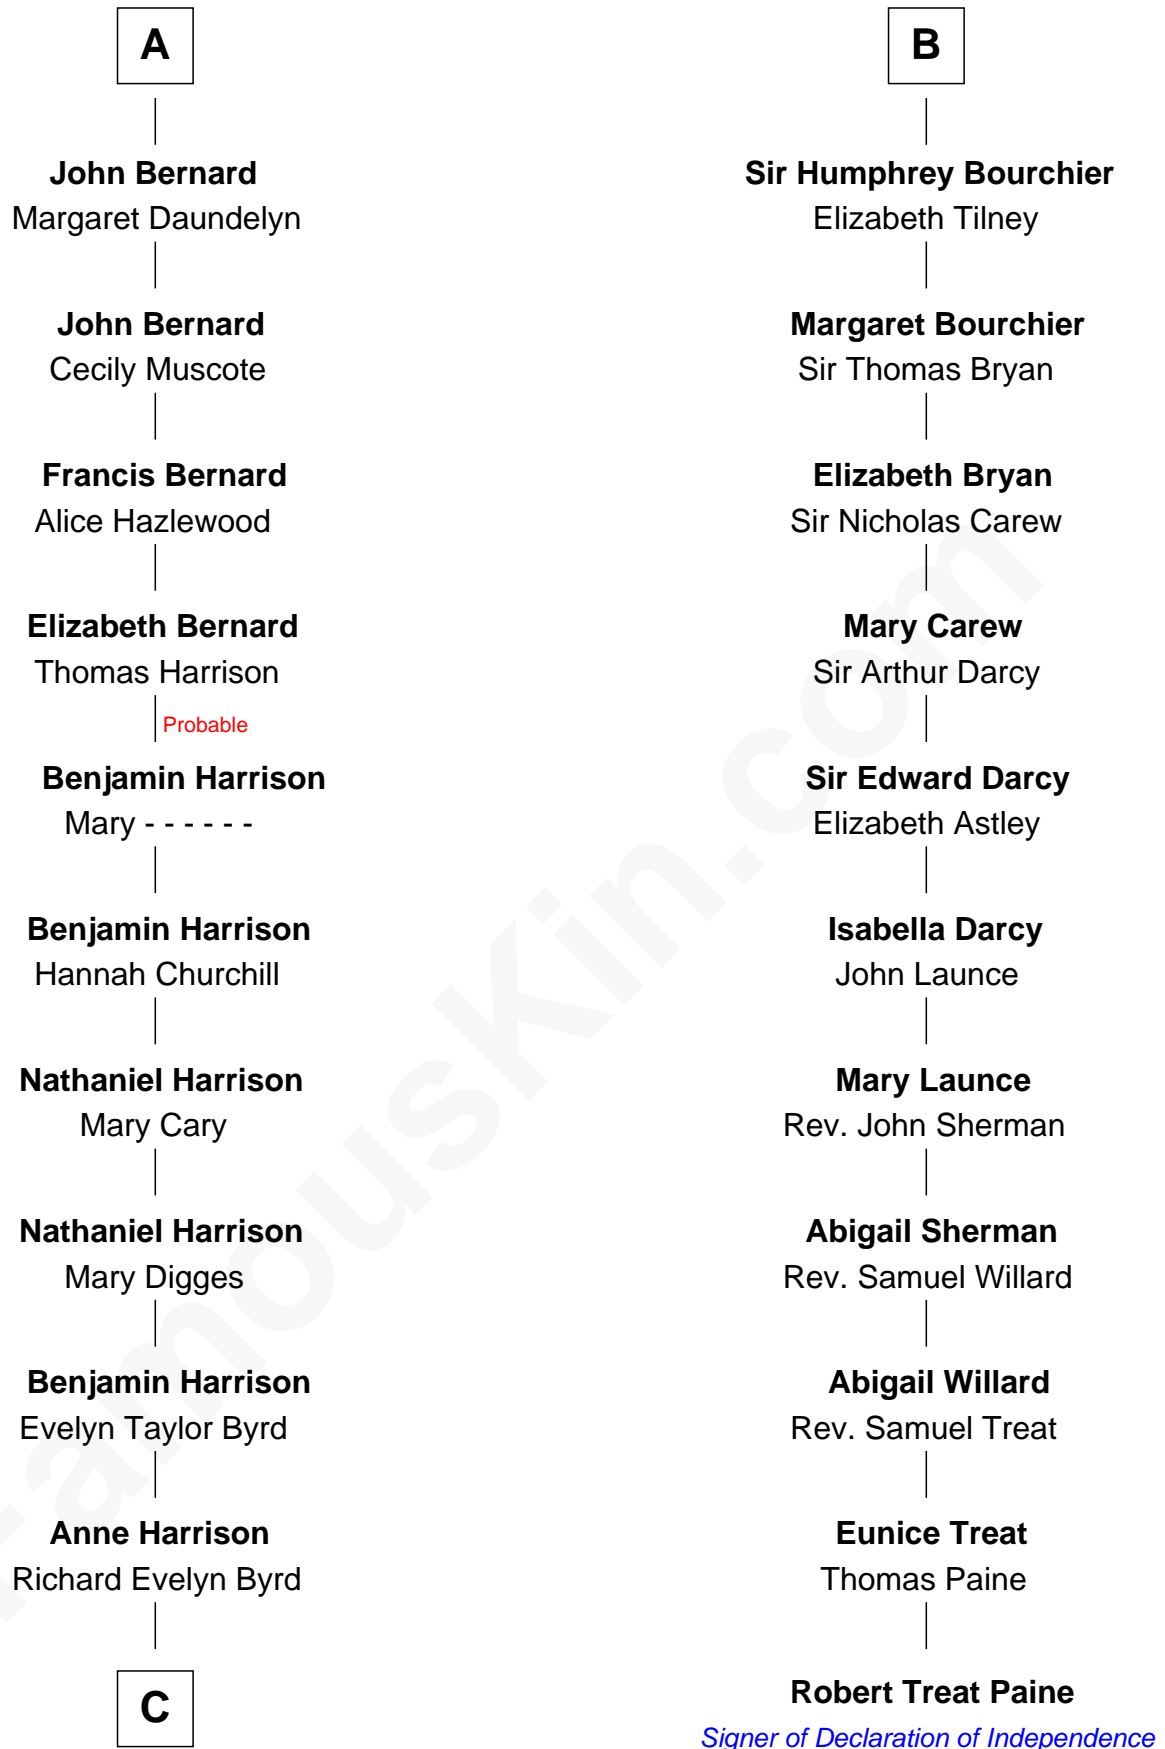 A
John Bernard
Margaret Daundelyn
John Bernard
Cecily Muscote
Francis Bernard
Alice Hazlewood
Elizabeth Bernard
Thomas Harrison
Probable
Benjamin Harrison
Mary - - - - - -
Benjamin Harrison
Hannah Churchill
Nathaniel Harrison
Mary Cary
Nathaniel Harrison
Mary Digges
Benjamin Harrison
Evelyn Taylor Byrd
Anne Harrison
Richard Evelyn Byrd
C
B
Sir Humphrey Bourchier
Elizabeth Tilney
Margaret Bourchier
Sir Thomas Bryan
Elizabeth Bryan
Sir Nicholas Carew
Mary Carew
Sir Arthur Darcy
Sir Edward Darcy
Elizabeth Astley
Isabella Darcy
John Launce
Mary Launce
Rev. John Sherman
Abigail Sherman
Rev. Samuel Willard
Abigail Willard
Rev. Samuel Treat
Eunice Treat
Thomas Paine
Robert Treat Paine
Signer of Declaration of Independence
FamousKin.com